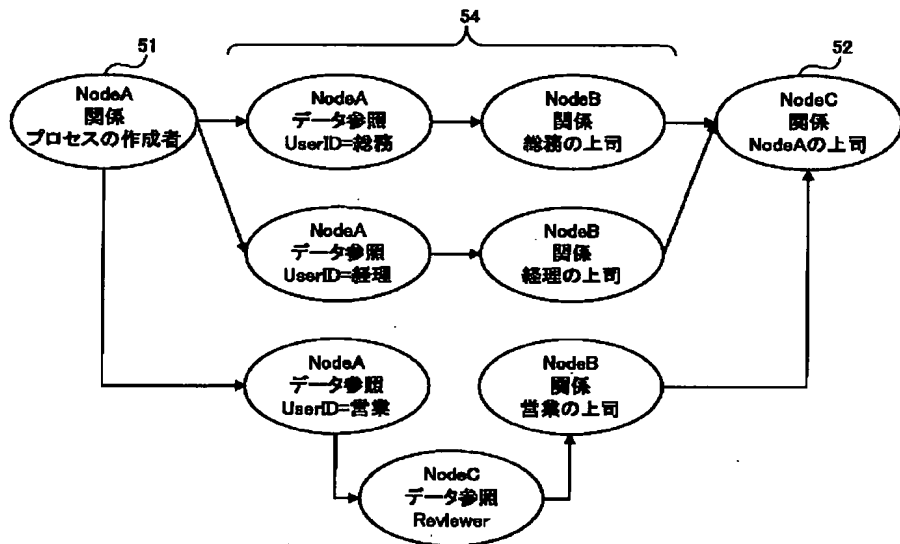 54
51
52
NodeA
関係
プロセスの作成者
NodeA
データ参照
UserID=総務
NodeB
関係
総務の上司
NodeC
関係
NodeAの上司
NodeA
データ参照
UserID=経理
NodeB
関係
経理の上司
NodeA
データ参照
UserID=営業
NodeB
関係
営業の上司
NodeC
データ参照
Reviewer